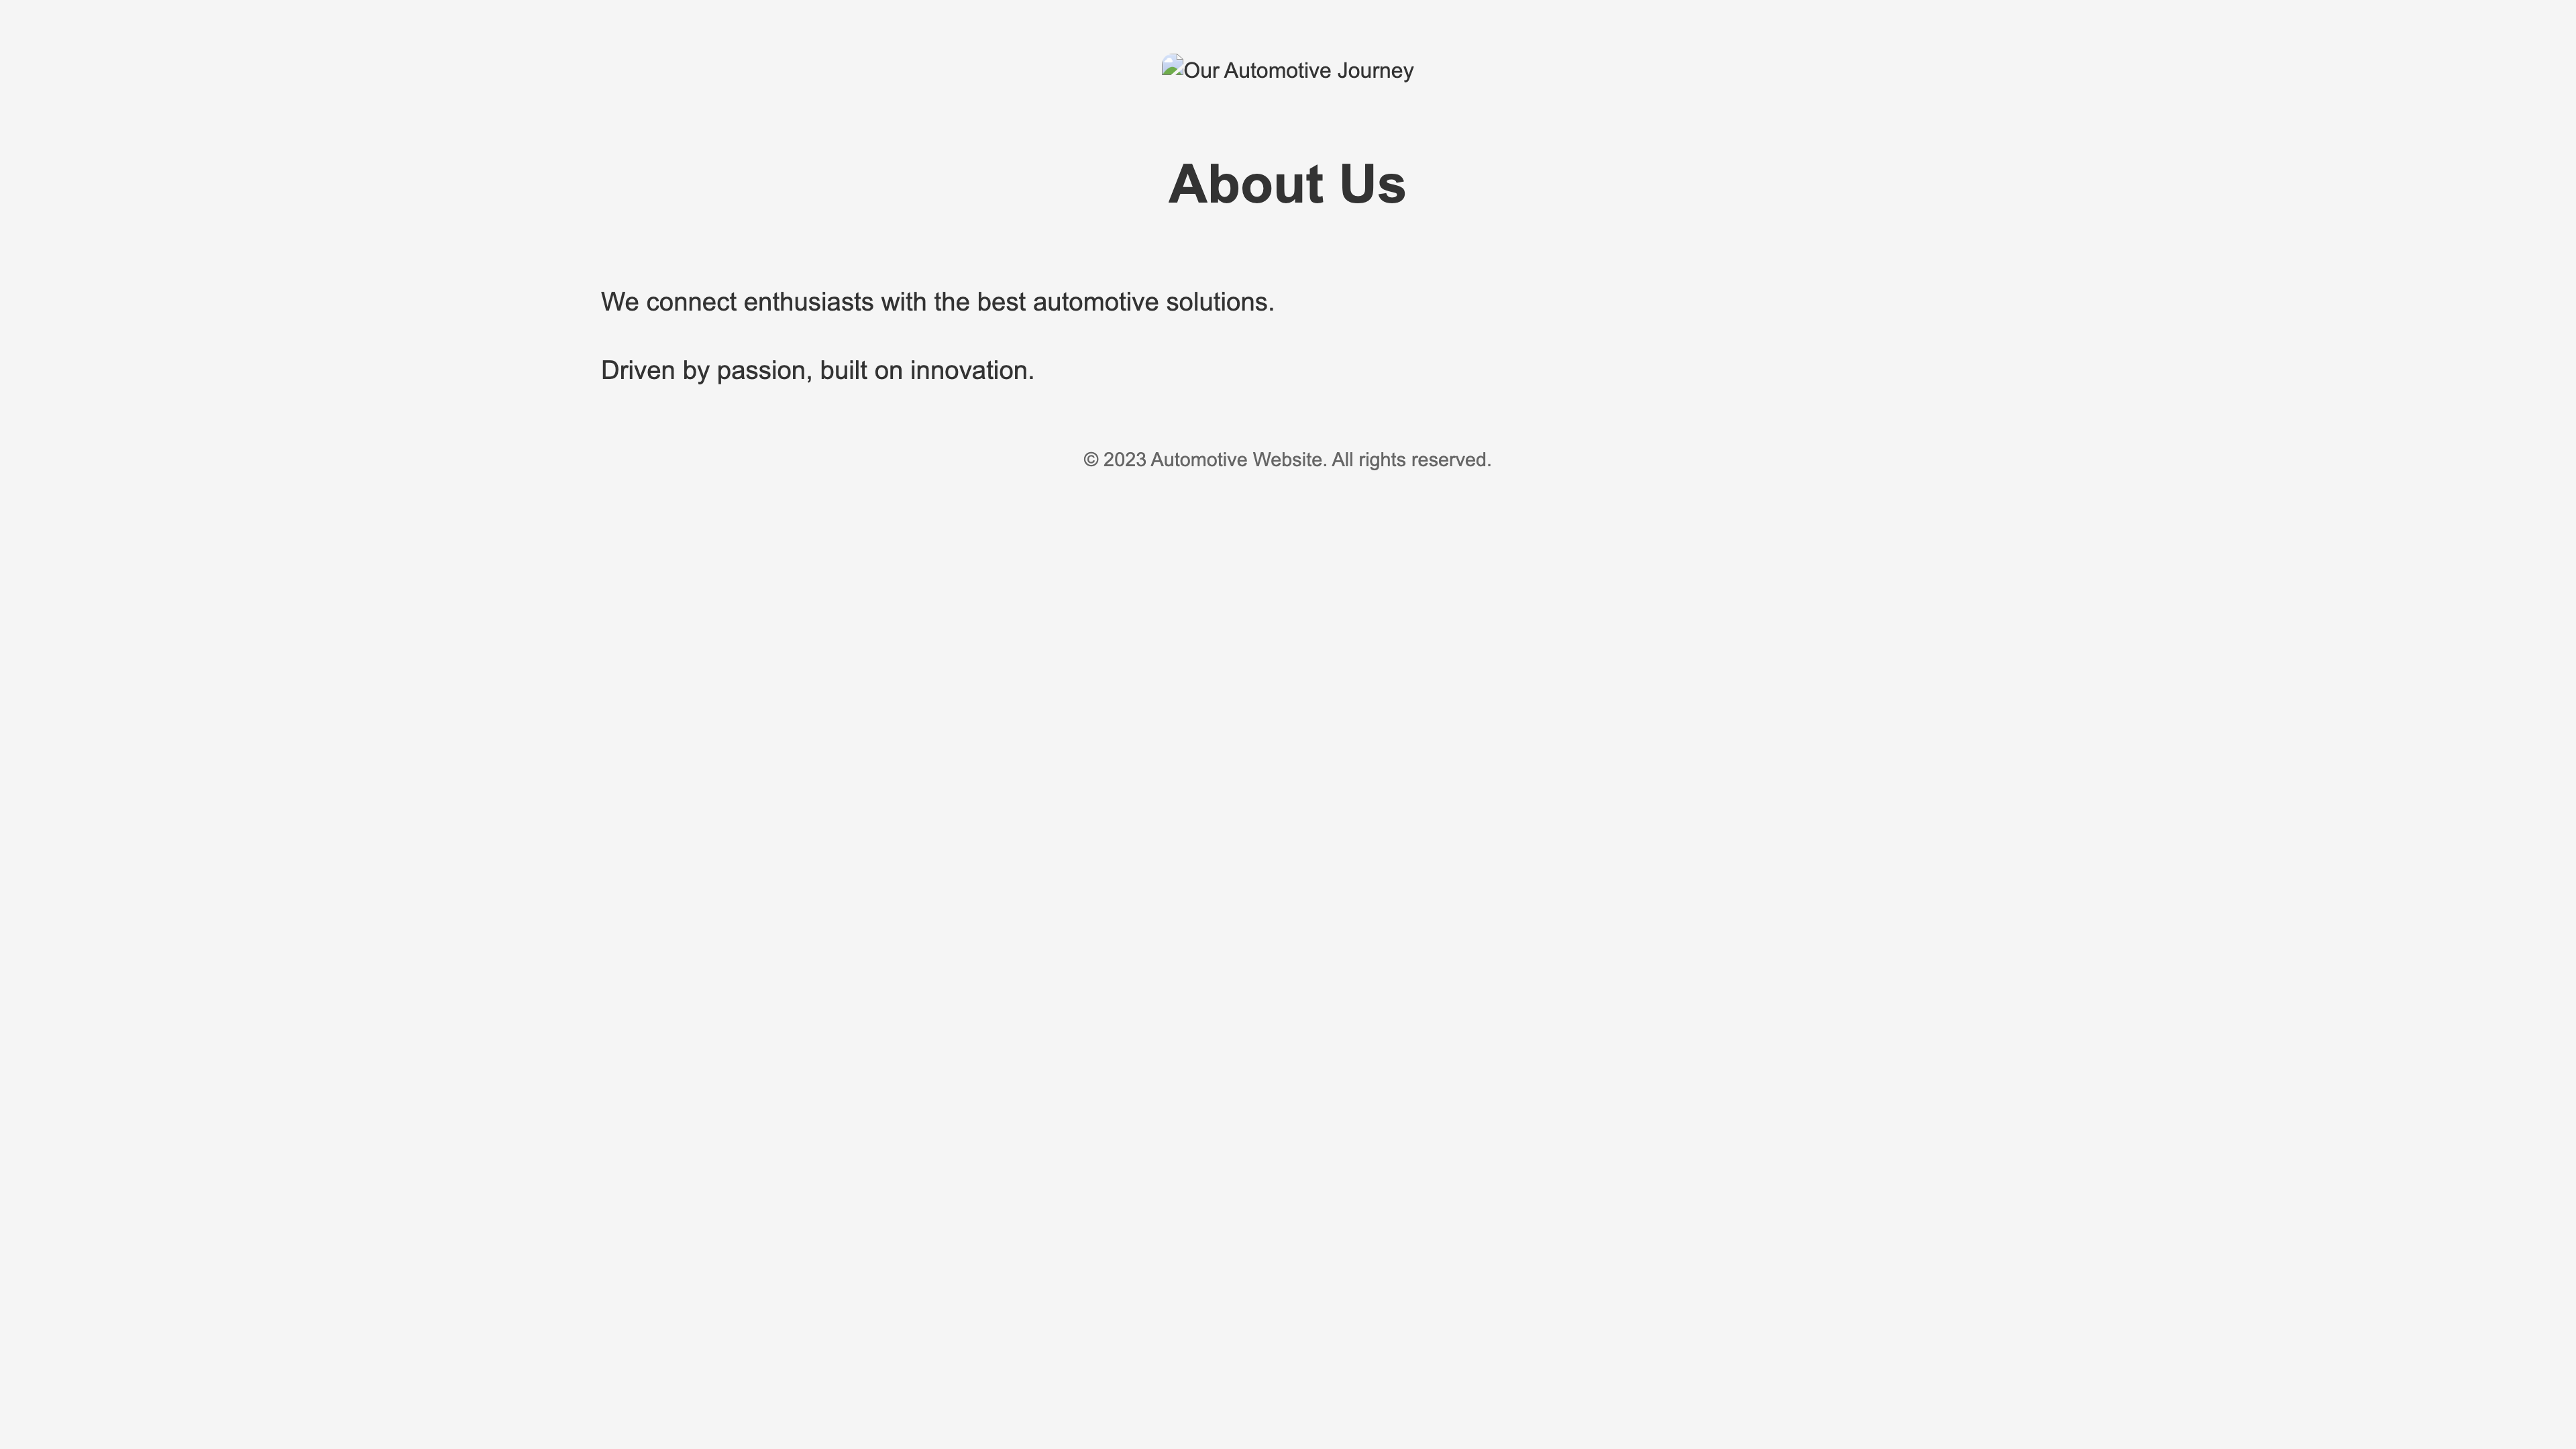 Our Automotive Journey
About Us
We connect enthusiasts with the best automotive solutions.
Driven by passion, built on innovation.
© 2023 Automotive Website. All rights reserved.